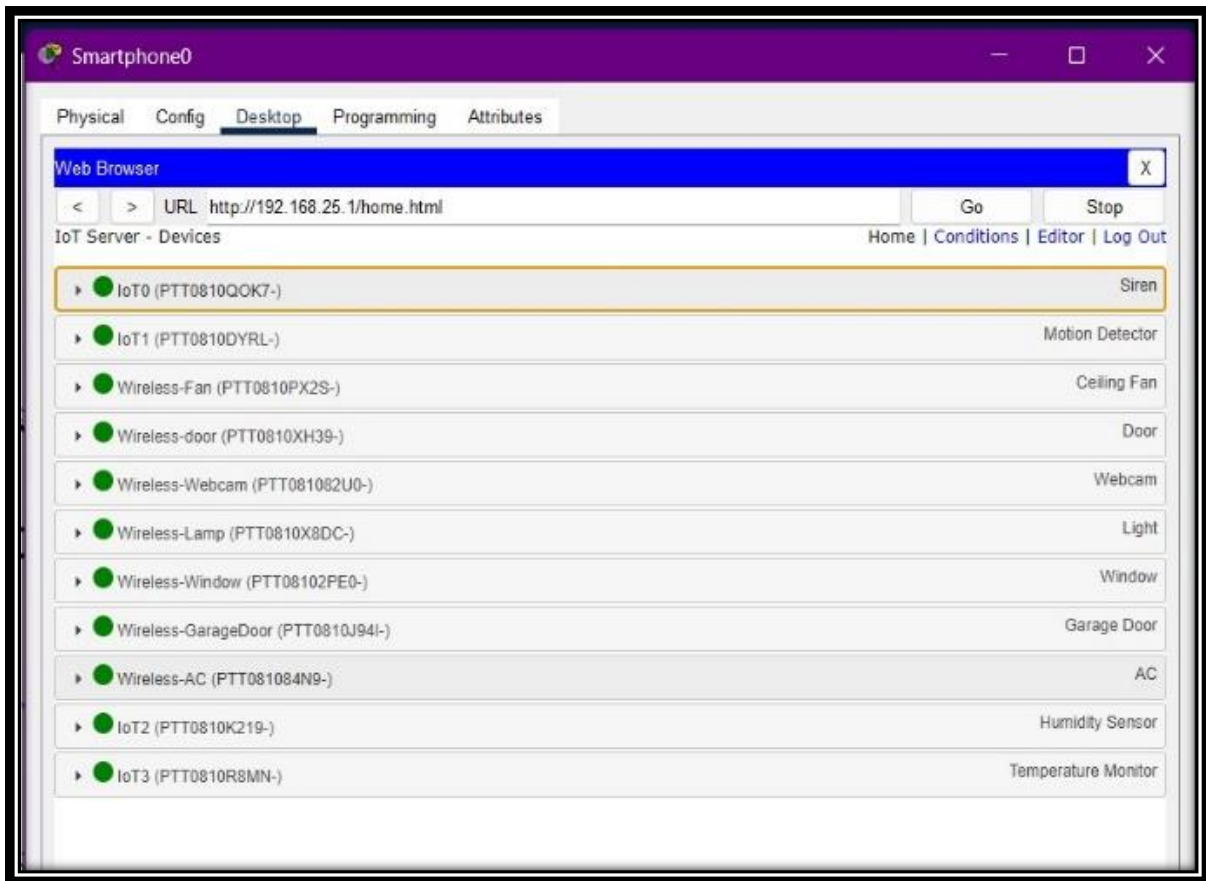 Smartphone0
Physical Config Desktop Programming Attributes
Web Browser X
< > URL http://192.168.25.1/home.html Go Stop
IoT Server - Devices Home | Conditions | Editor | Log Out
IoT0 (PTT0810QOK7-) Siren
IoT1 (PTT0810DYRL-) Motion Detector
Wireless-Fan (PTT0810PX2S-) Ceiling Fan
Wireless-door (PTT0810XH39-) Door
Wireless-Webcam (PTT081082U0-) Webcam
Wireless-Lamp (PTT0810X8DC-) Light
Wireless-Window (PTT08102PE0-) Window
Wireless-GarageDoor (PTT0810J94I-) Garage Door
Wireless-AC (PTT081084N9-) AC
IoT2 (PTT0810K219-) Humidity Sensor
IoT3 (PTT0810R8MN-) Temperature Monitor